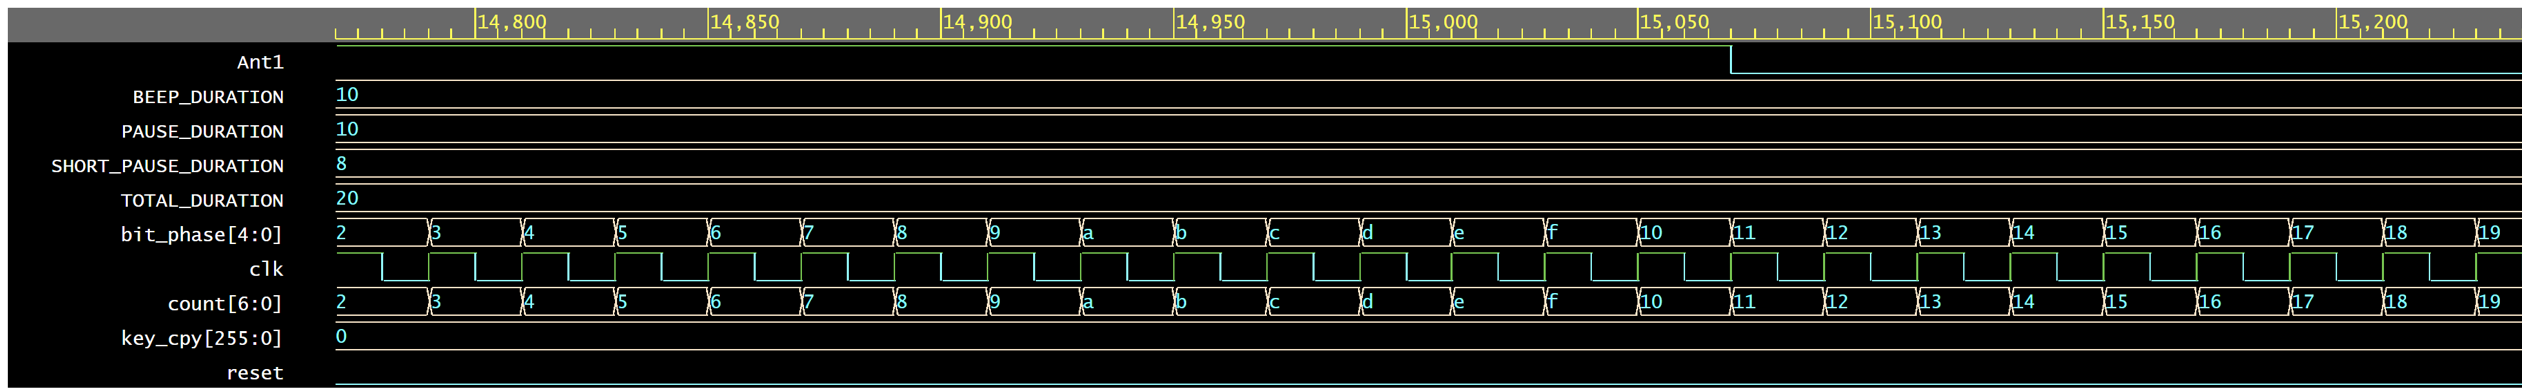 14,800 14,850 14,900 14,950 15,000 15,050 15,100 15,150 15,200
Ant1
BEEP_DURATION 10
PAUSE_DURATION 10
SHORT_PAUSE_DURATION 8
TOTAL_DURATION 20
bit_phase[4:0] 2 3 4 5 6 7 8 9 a b c d e f 10 11 12 13 14 15 16 17 18 19
clk
count[6:0] 2 3 4 5 6 7 8 9 a b c d e f 10 11 12 13 14 15 16 17 18 19
key_cpy[255:0] 0
reset